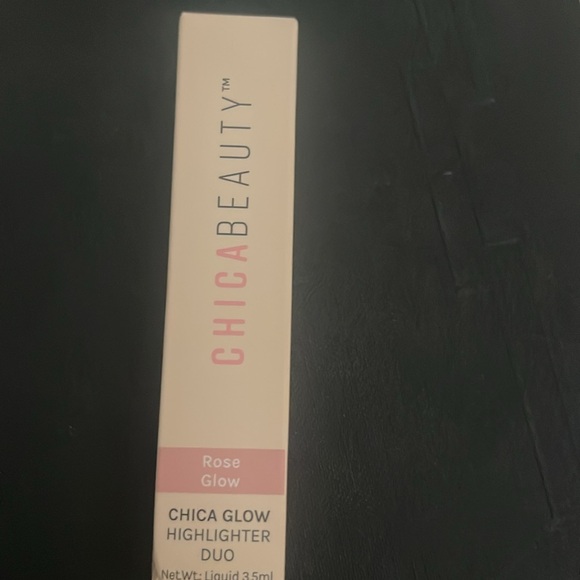 CHICABEAUTY™
Rose
Glow
CHICA GLOW
HIGHLIGHTER
DUO
Net.Wt.: Liquid 3.5ml